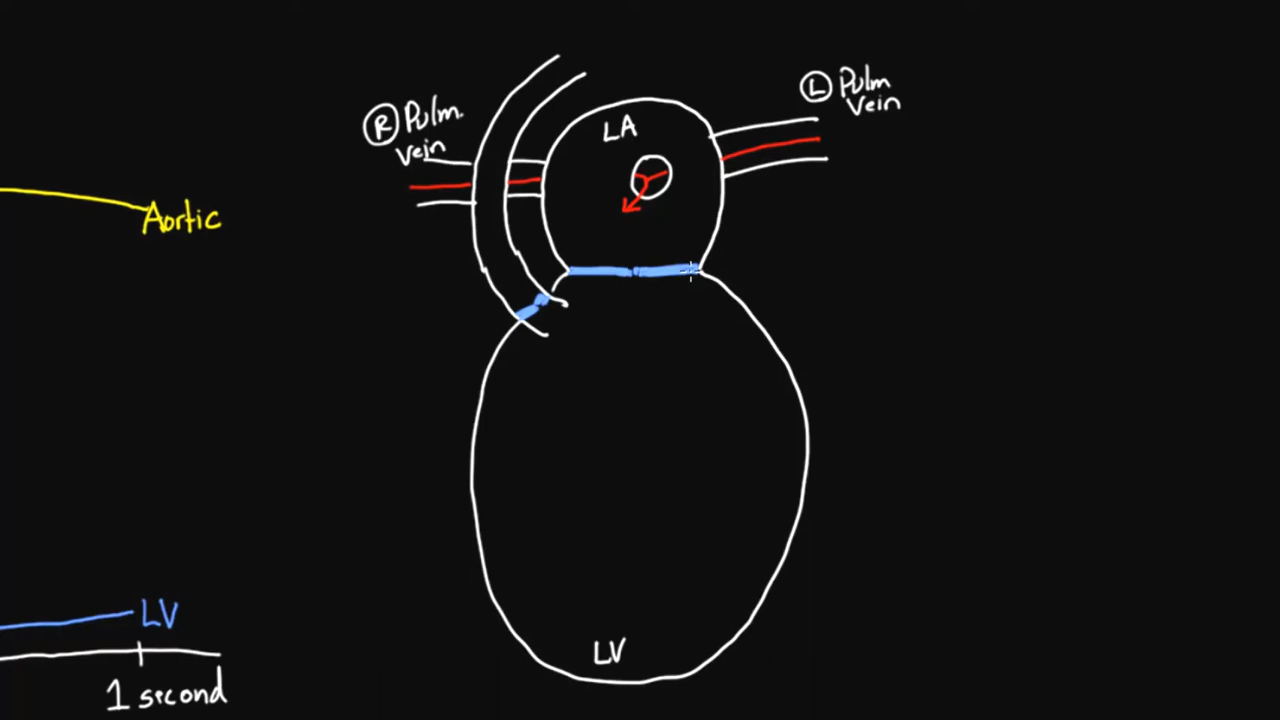 Ⓡ Pulm.
Vein
LA
Ⓛ Pulm
Vein
Aortic
LV
1 second
LV